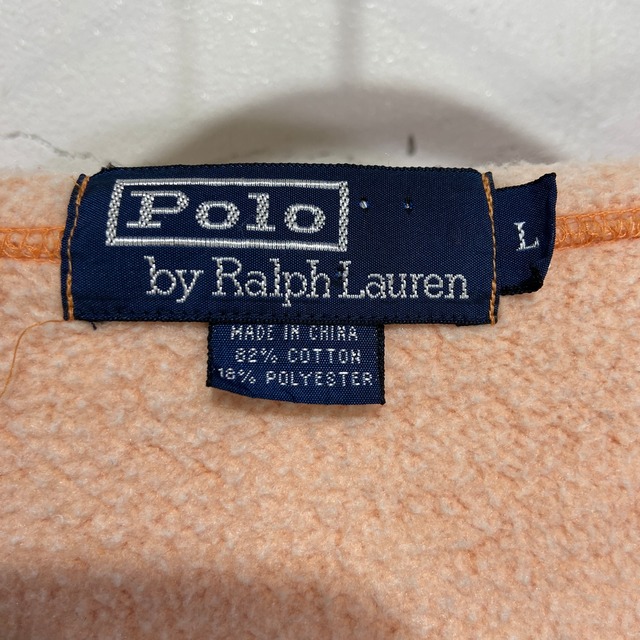 Polo
by Ralph Lauren
L
MADE IN CHINA
82% COTTON
18% POLYESTER